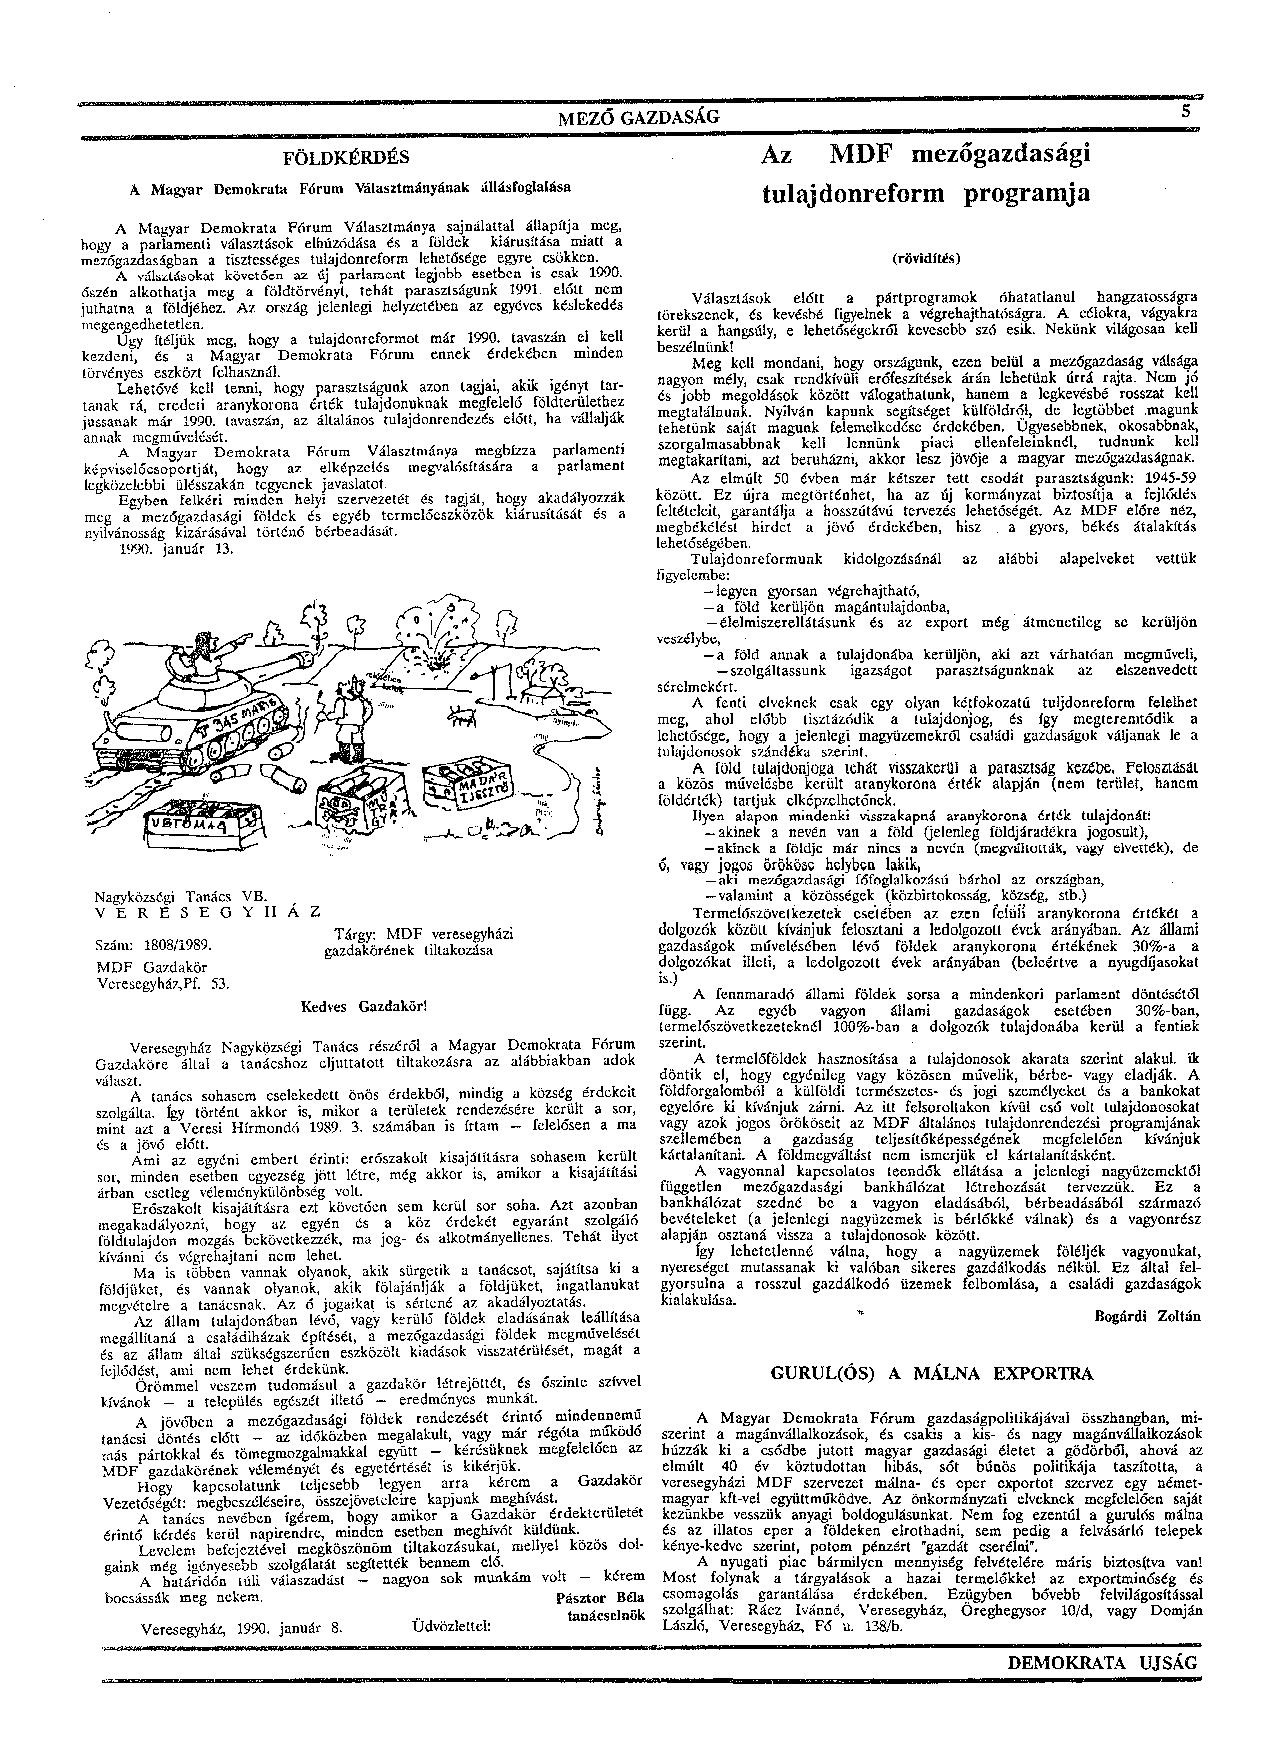 MEZŐ GAZDASÁG
5
FÖLDKÉRDÉS
A Magyar Demokrata Fórum Választmányának állásfoglalása
A Magyar Demokrata Fórum Választmánya sajnálattal állapítja meg,
hogy a parlamenti választások elhúzódása és a földek kiárusítása miatt a
mezőgazdaságban a tisztességes tulajdonreform lehetősége egyre csökken.
A választásokat követően az új parlament legjobb esetben is csak 1990.
őszén alkothatja meg a földtörvényt, tehát parasztságunk 1991. előtt nem
juthatna a földjéhez. Az ország jelenlegi helyzetében az egyéves késlekedés
megengedhetetlen.
Úgy ítéljük meg, hogy a tulajdonreformot már 1990. tavaszán el kell
kezdeni, és a Magyar Demokrata Fórum ennek érdekében minden
törvényes eszközt felhasznál.
Lehetővé kell tenni, hogy parasztságunk azon tagjai, akik igényt tar-
tanak rá, eredeti aranykorona érték tulajdonuknak megfelelő földterülethez
jussanak már 1990. tavaszán, az általános tulajdonrendezés előtt, ha vállalják
annak megművelését.
A Magyar Demokrata Fórum Választmánya megbízza parlamenti
képviselőcsoportját, hogy az elképzelés megvalósítására a parlament
legközelebbi ülésszakán tegyenek javaslatot.
Egyben felkéri minden helyi szervezetét és tagját, hogy akadályozzák
meg a mezőgazdasági földek és egyéb termelőeszközök kiárusítását és a
nyilvánosság kizárásával történő bérbeadását.
1990. január 13.
MADÁR
IJESZTŐ
Nagyközségi Tanács VB.
VERESEGYHÁZ
Tárgy: MDF veresegyházi
Szám: 1808/1989.
gazdakörének tiltakozása
MDF Gazdakör
Veresegyház,Pf. 53.
Kedves Gazdakör!
Veresegyház Nagyközségi Tanács részéről a Magyar Demokrata Fórum
Gazdaköre által a tanácshoz eljuttatott tiltakozásra az alábbiakban adok
választ.
A tanács sohasem cselekedett önös érdekből, mindig a község érdekeit
szolgálta. Így történt akkor is, mikor a területek rendezésére került a sor,
mint azt a Veresi Hírmondó 1989. 3. számában is írtam — felelősen a ma
és a jövő előtt.
Ami az egyéni embert érinti: erőszakolt kisajátításra sohasem került
sor, minden esetben egyezség jött létre, még akkor is, amikor a kisajátítási
árban esetleg véleménykülönbség volt.
Erőszakolt kisajátításra ezt követően sem kerül sor soha. Azt azonban
megakadályozni, hogy az egyén és a köz érdekét egyaránt szolgáló
földtulajdon mozgás bekövetkezzék, ma jog- és alkotmányellenes. Tehát ilyet
kívánni és végrehajtani nem lehet.
Ma is többen vannak olyanok, akik sürgetik a tanácsot, sajátítsa ki a
földjüket, és vannak olyanok, akik fölajánlják a földjüket, ingatlanukat
megvételre a tanácsnak. Az ő jogaikat is sértené az akadályoztatás.
Az állam tulajdonában lévő, vagy kerülő földek eladásának leállítása
megállítaná a családiházak építését, a mezőgazdasági földek megművelését
és az állam által szükségszerűen eszközölt kiadások visszatérülését, magát a
fejlődést, ami nem lehet érdekünk.
Örömmel veszem tudomásul a gazdakör létrejöttét, és őszinte szívvel
kívánok — a település egészét illető — eredményes munkát.
A jövőben a mezőgazdasági földek rendezését érintő mindennemű
tanácsi döntés előtt — az időközben megalakult, vagy már régóta működő
más pártokkal és tömegmozgalmakkal együtt — kérésüknek megfelelően az
MDF gazdakörének véleményét és egyetértését is kikérjük.
Hogy kapcsolatunk teljesebb legyen arra kérem a Gazdakör
Vezetőségét: megbeszéléseire, összejöveteleire kapjunk meghívást.
A tanács nevében ígérem, hogy amikor a Gazdakör érdekterületét
érintő kérdés kerül napirendre, minden esetben meghívót küldünk.
Levelem befejeztével megköszönöm tiltakozásukat, mellyel közös dol-
gaink még igényesebb szolgálatát segítették bennem elő.
A határidőn túli válaszadást — nagyon sok munkám volt — kérem
bocsássák meg nekem.
Pásztor Béla
tanácselnök
Veresegyház, 1990. január 8.
Üdvözlettel:
Az MDF mezőgazdasági
tulajdonreform programja
(rövidítés)
Választások előtt a pártprogramok óhatatlanul hangzatosságra
törekszenek, és kevésbé figyelnek a végrehajthatóságra. A célokra, vágyakra
kerül a hangsúly, e lehetőségekről kevesebb szó esik. Nekünk világosan kell
beszélnünk!
Meg kell mondani, hogy országunk, ezen belül a mezőgazdaság válsága
nagyon mély, csak rendkívüli erőfeszítések árán lehetünk úrrá rajta. Nem jó
és jobb megoldások között válogathatunk, hanem a legkevésbé rosszat kell
megtalálnunk. Nyilván kapunk segítséget külföldről, de legtöbbet magunk
tehetünk saját magunk felemelkedése érdekében. Ügyesebbnek, okosabbnak,
szorgalmasabbnak kell lennünk piaci ellenfeleinknél, tudnunk kell
megtakarítani, azt beruházni, akkor lesz jövője a magyar mezőgazdaságnak.
Az elmúlt 50 évben már kétszer tett csodát parasztságunk: 1945-59
között. Ez újra megtörténhet, ha az új kormányzat biztosítja a fejlődés
feltételeit, garantálja a hosszútávú tervezés lehetőségét. Az MDF előre néz,
megbékélést hirdet a jövő érdekében, hisz a gyors, békés átalakítás
lehetőségében.
Tulajdonreformunk kidolgozásánál az alábbi alapelveket vettük
figyelembe:
—legyen gyorsan végrehajtható,
—a föld kerüljön magántulajdonba,
—élelmiszerellátásunk és az export még átmenetileg se kerüljön
veszélybe,
—a föld annak a tulajdonába kerüljön, aki azt várhatóan megműveli,
—szolgáltassunk igazságot parasztságunknak az elszenvedett
sérelmekért.
A fenti elveknek csak egy olyan kétfokozatú tuljdonreform felelhet
meg, ahol előbb tisztázódik a tulajdonjog, és így megteremtődik a
lehetősége, hogy a jelenlegi magyüzemekről családi gazdaságok váljanak le a
tulajdonosok szándéka szerint.
A föld tulajdonjoga tehát visszakerül a parasztság kezébe. Felosztását
a közös művelésbe került aranykorona érték alapján (nem terület, hanem
földérték) tartjuk elképzelhetőnek.
Ilyen alapon mindenki visszakapná aranykorona érték tulajdonát:
—akinek a nevén van a föld (jelenleg földjáradékra jogosult),
—akinek a földje már nincs a nevén (megváltották, vagy elvették), de
ő, vagy jogos örököse helyben lakik,
—aki mezőgazdasági főfoglalkozású bárhol az országban,
—valamint a közösségek (közbirtokosság, község, stb.)
Termelőszövetkezetek esetében az ezen felüli aranykorona értékét a
dolgozók között kívánjuk felosztani a ledolgozott évek arányában. Az állami
gazdaságok művelésében lévő földek aranykorona értékének 30%-a a
dolgozókat illeti, a ledolgozott évek arányában (beleértve a nyugdíjasokat
is.)
A fennmaradó állami földek sorsa a mindenkori parlament döntésétől
függ. Az egyéb vagyon állami gazdaságok esetében 30%-ban,
termelőszövetkezeteknél 100%-ban a dolgozók tulajdonába kerül a fentiek
szerint.
A termelőföldek hasznosítása a tulajdonosok akarata szerint alakul. ők
döntik el, hogy egyénileg vagy közösen művelik, bérbe- vagy eladják. A
földforgalomból a külföldi természetes- és jogi személyeket és a bankokat
egyelőre ki kívánjuk zárni. Az itt felsoroltakon kívül eső volt tulajdonosokat
vagy azok jogos örököseit az MDF általános tulajdonrendezési programjának
szellemében a gazdaság teljesítőképességének megfelelően kívánjuk
kártalanítani. A földmegváltást nem ismerjük el kártalanításként.
A vagyonnal kapcsolatos teendők ellátása a jelenlegi nagyüzemektől
független mezőgazdasági bankhálózat létrehozását tervezzük. Ez a
bankhálózat szedné be a vagyon eladásából, bérbeadásából származó
bevételeket (a jelenlegi nagyüzemek is bérlőkké válnak) és a vagyonrész
alapján osztaná vissza a tulajdonosok között.
Így lehetetlenné válna, hogy a nagyüzemek föléljék vagyonukat,
nyereséget mutassanak ki valóban sikeres gazdálkodás nélkül. Ez által fel-
gyorsulna a rosszul gazdálkodó üzemek felbomlása, a családi gazdaságok
kialakulása.
Bogárdi Zoltán
GURUL(ÓS) A MÁLNA EXPORTRA
A Magyar Demokrata Fórum gazdaságpolitikájával összhangban, mi-
szerint a magánvállalkozások, és csakis a kis- és nagy magánvállalkozások
húzzák ki a csődbe jutott magyar gazdasági életet a gödörből, ahová az
elmúlt 40 év köztudottan hibás, sőt bűnös politikája taszította, a
veresegyházi MDF szervezet málna- és eper exportot szervez egy német-
magyar kft-vel együttműködve. Az önkormányzati elveknek megfelelően saját
kezünkbe vesszük anyagi boldogulásunkat. Nem fog ezentúl a gurulós málna
és az illatos eper a földeken elrothadni, sem pedig a felvásárló telepek
kénye-kedve szerint, potom pénzért "gazdát cserélni".
A nyugati piac bármilyen mennyiség felvételére máris biztosítva van!
Most folynak a tárgyalások a hazai termelőkkel az exportminőség és
csomagolás garantálása érdekében. Ezügyben bővebb felvilágosítással
szolgálhat: Rácz Ivánné, Veresegyház, Öreghegysor 10/d, vagy Domján
László, Veresegyház, Fő u. 138/b.
DEMOKRATA UJSÁG